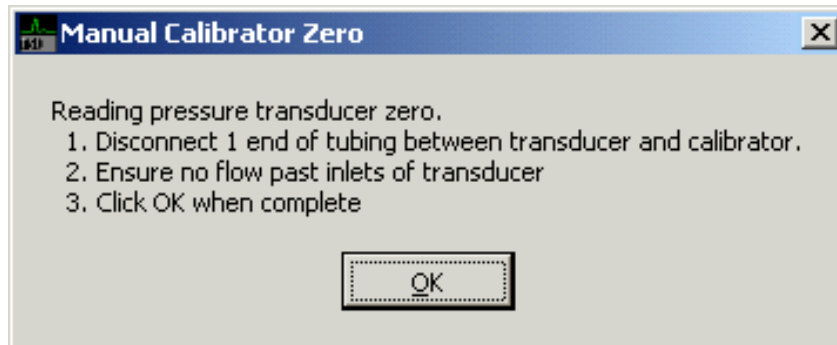 Manual Calibrator Zero
Reading pressure transducer zero.
1. Disconnect 1 end of tubing between transducer and calibrator.
2. Ensure no flow past inlets of transducer
3. Click OK when complete
OK